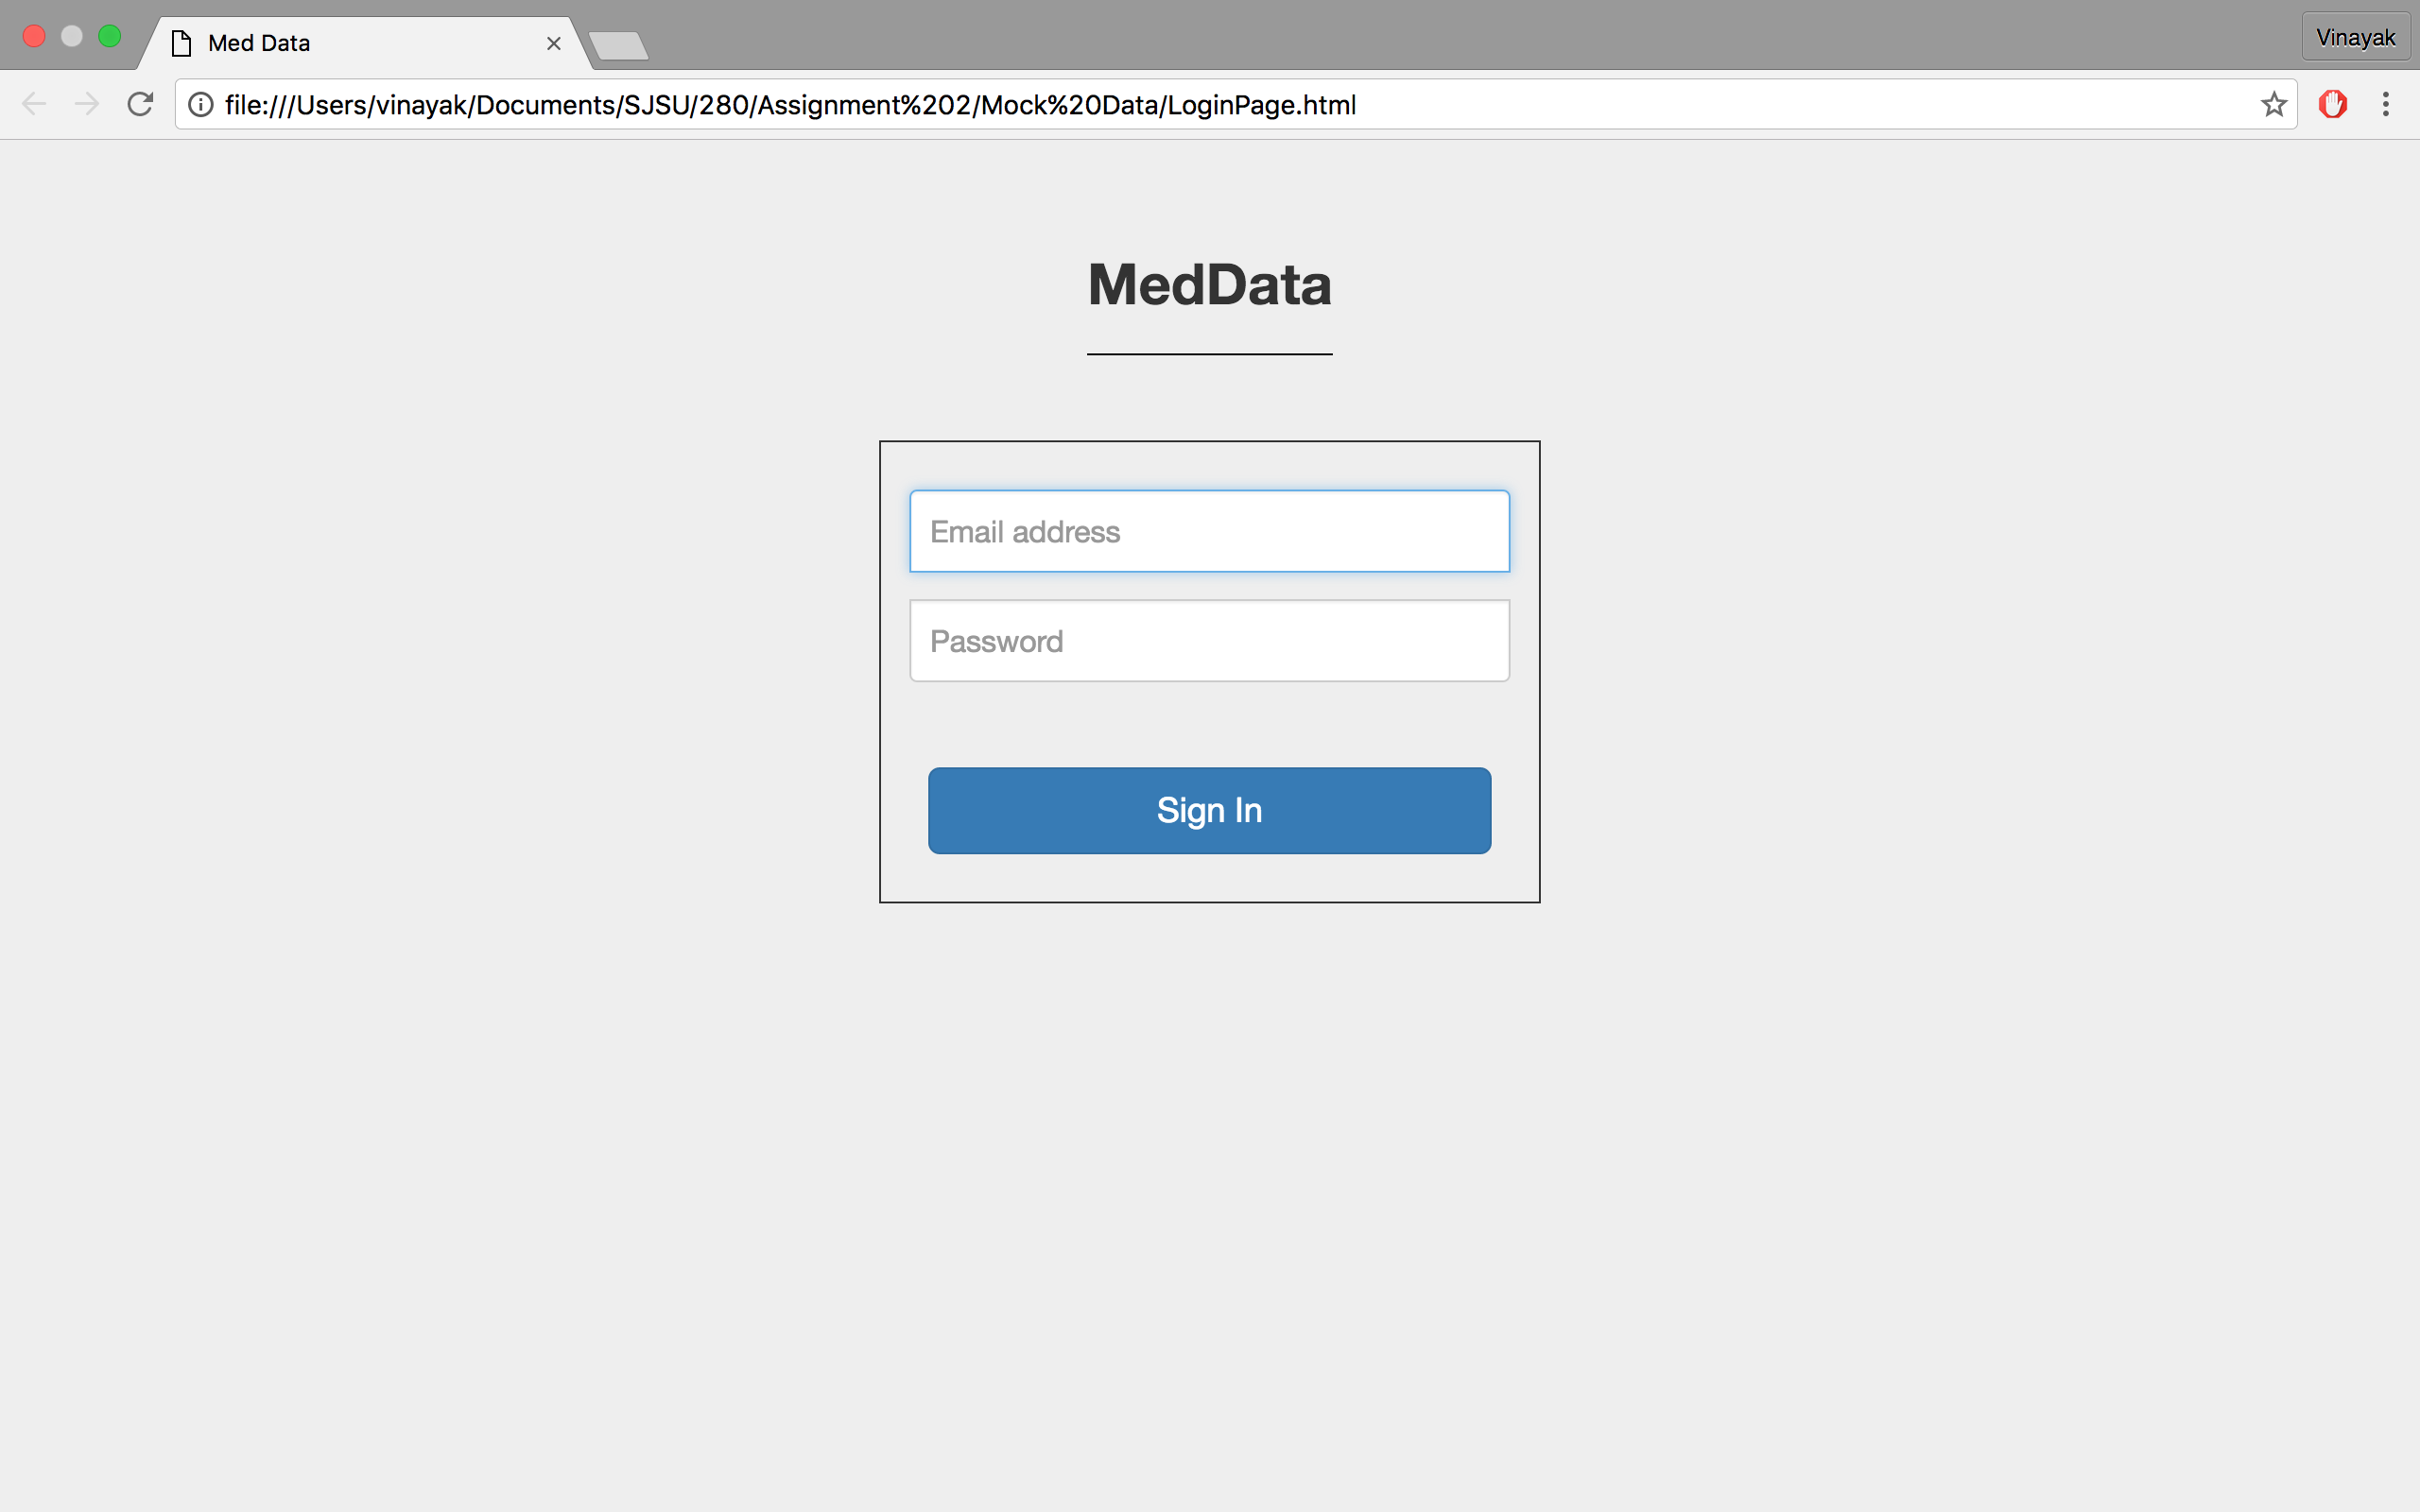 Med Data
Vinayak
file:///Users/vinayak/Documents/SJSU/280/Assignment%202/Mock%20Data/LoginPage.html
MedData
Email address
Password
Sign In